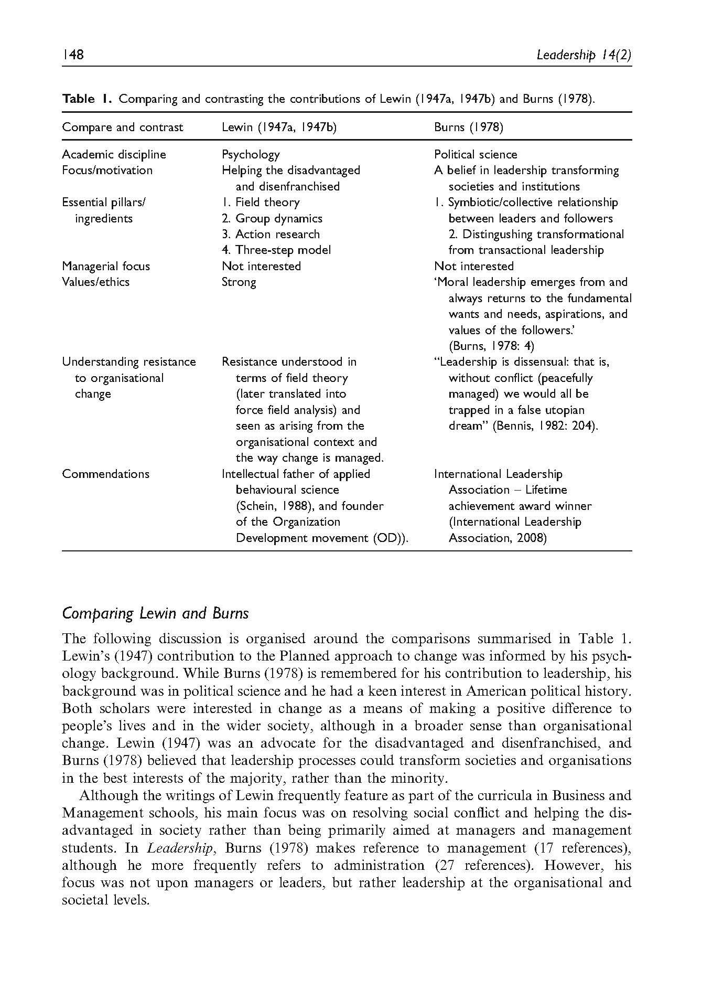 148 Leadership 14(2)
Table 1. Comparing and contrasting the contributions of Lewin (1947a, 1947b) and Burns (1978).
Compare and contrast Lewin (1947a, 1947b) Burns (1978)
Academic discipline Psychology Political science
Focus/motivation Helping the disadvantaged A belief in leadership transforming
and disenfranchised societies and institutions
Essential pillars/ 1. Field theory 1. Symbiotic/collective relationship
ingredients 2. Group dynamics between leaders and followers
3. Action research 2. Distingushing transformational
4. Three-step model from transactional leadership
Managerial focus Not interested Not interested
Values/ethics Strong ‘Moral leadership emerges from and
always returns to the fundamental
wants and needs, aspirations, and
values of the followers.’
(Burns, 1978: 4)
Understanding resistance Resistance understood in “Leadership is dissensual: that is,
to organisational terms of field theory without conflict (peacefully
change (later translated into managed) we would all be
force field analysis) and trapped in a false utopian
seen as arising from the dream” (Bennis, 1982: 204).
organisational context and
the way change is managed.
Commendations Intellectual father of applied International Leadership
behavioural science Association – Lifetime
(Schein, 1988), and founder achievement award winner
of the Organization (International Leadership
Development movement (OD)). Association, 2008)
Comparing Lewin and Burns
The following discussion is organised around the comparisons summarised in Table 1.
Lewin’s (1947) contribution to the Planned approach to change was informed by his psych-
ology background. While Burns (1978) is remembered for his contribution to leadership, his
background was in political science and he had a keen interest in American political history.
Both scholars were interested in change as a means of making a positive difference to
people’s lives and in the wider society, although in a broader sense than organisational
change. Lewin (1947) was an advocate for the disadvantaged and disenfranchised, and
Burns (1978) believed that leadership processes could transform societies and organisations
in the best interests of the majority, rather than the minority.
Although the writings of Lewin frequently feature as part of the curricula in Business and
Management schools, his main focus was on resolving social conflict and helping the dis-
advantaged in society rather than being primarily aimed at managers and management
students. In Leadership, Burns (1978) makes reference to management (17 references),
although he more frequently refers to administration (27 references). However, his
focus was not upon managers or leaders, but rather leadership at the organisational and
societal levels.